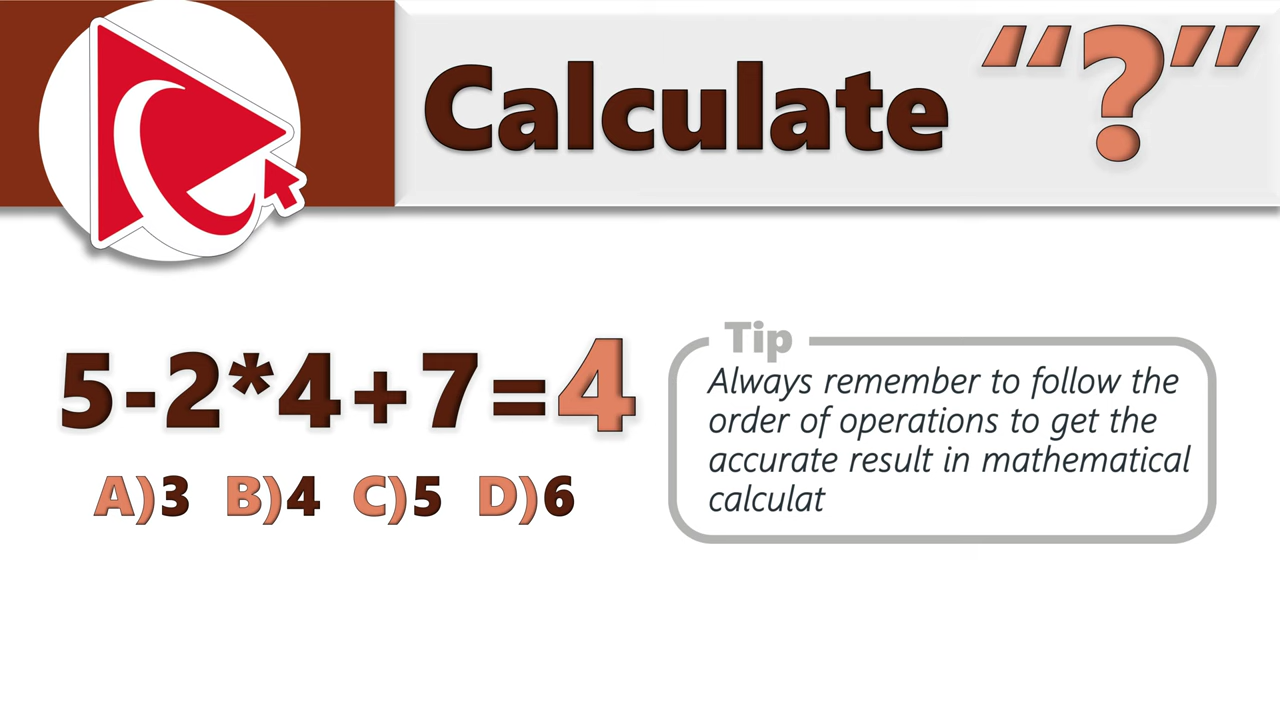 Calculate “?”
5-2*4+7=4
A)3 B)4 C)5 D)6
Tip
Always remember to follow the
order of operations to get the
accurate result in mathematical
calculat